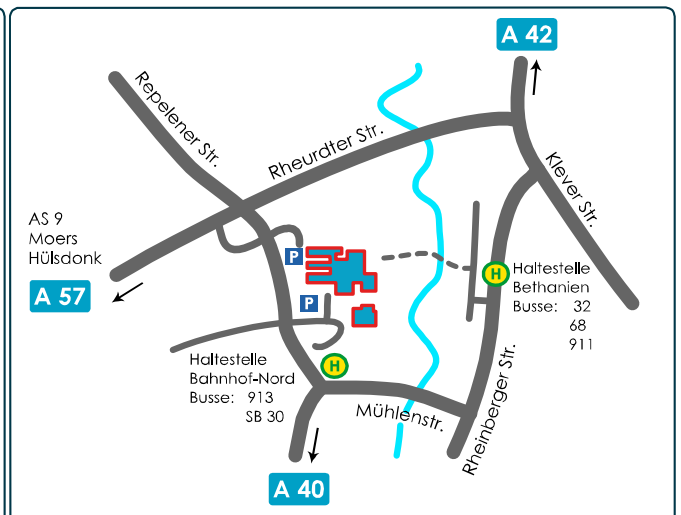 A 42
Repelener Str.
Rheurdter Str.
Klever Str.
AS 9
Moers
Hülsdonk
A 57
P
P
H
Haltestelle
Bethanien
Busse: 32
68
911
Haltestelle
Bahnhof-Nord
Busse: 913
SB 30
H
Mühlenstr.
Rheinberger Str.
A 40